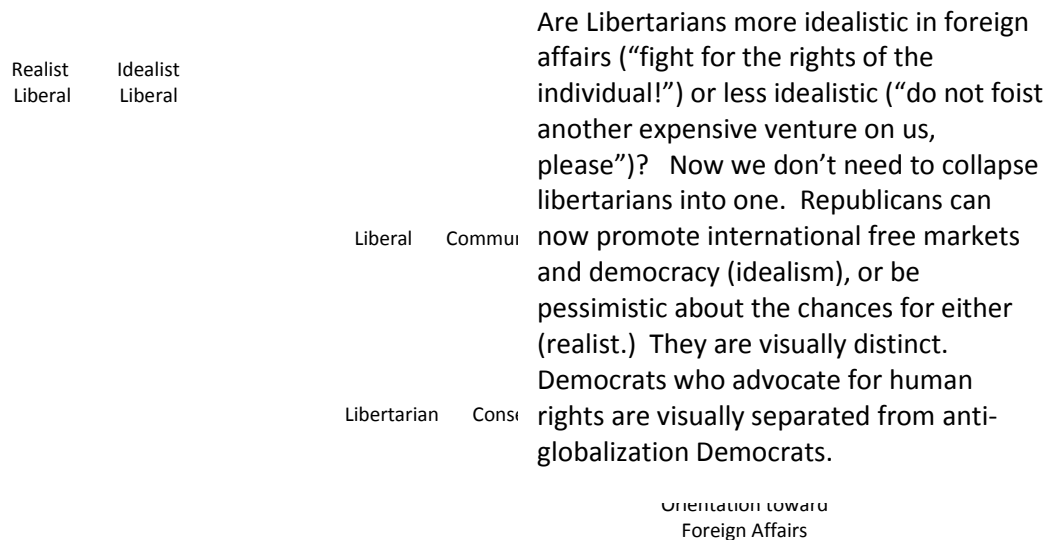 Realist Idealist
Liberal Liberal
Liberal
Libertarian
Are Libertarians more idealistic in foreign
affairs (“fight for the rights of the
individual!”) or less idealistic (“do not foist
another expensive venture on us,
please”)? Now we don’t need to collapse
libertarians into one. Republicans can
now promote international free markets
and democracy (idealism), or be
pessimistic about the chances for either
(realist.) They are visually distinct.
Democrats who advocate for human
rights are visually separated from anti-
globalization Democrats.
Orientation toward
Foreign Affairs